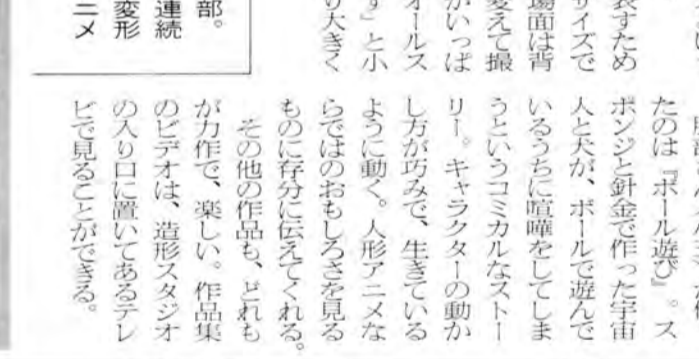 表すため
サイズで
場面は背
変えて撮
がいっぱ
オールス
す」と小
の大きく
部。
連続
変形
ニメ
たのは『ボール遊び』。ス
ポンジと針金で作った宇宙
人と犬が、ボールで遊んで
いるうちに喧嘩をしてしま
うというコミカルなストー
リー。キャラクターの動か
し方が巧みで、生きている
ように動く。人形アニメな
らではのおもしろさを見る
ものに存分に伝えてくれる。
その他の作品も、どれも
が力作で、楽しい。作品集
のビデオは、造形スタジオ
の入り口に置いてあるテレ
ビで見ることができる。